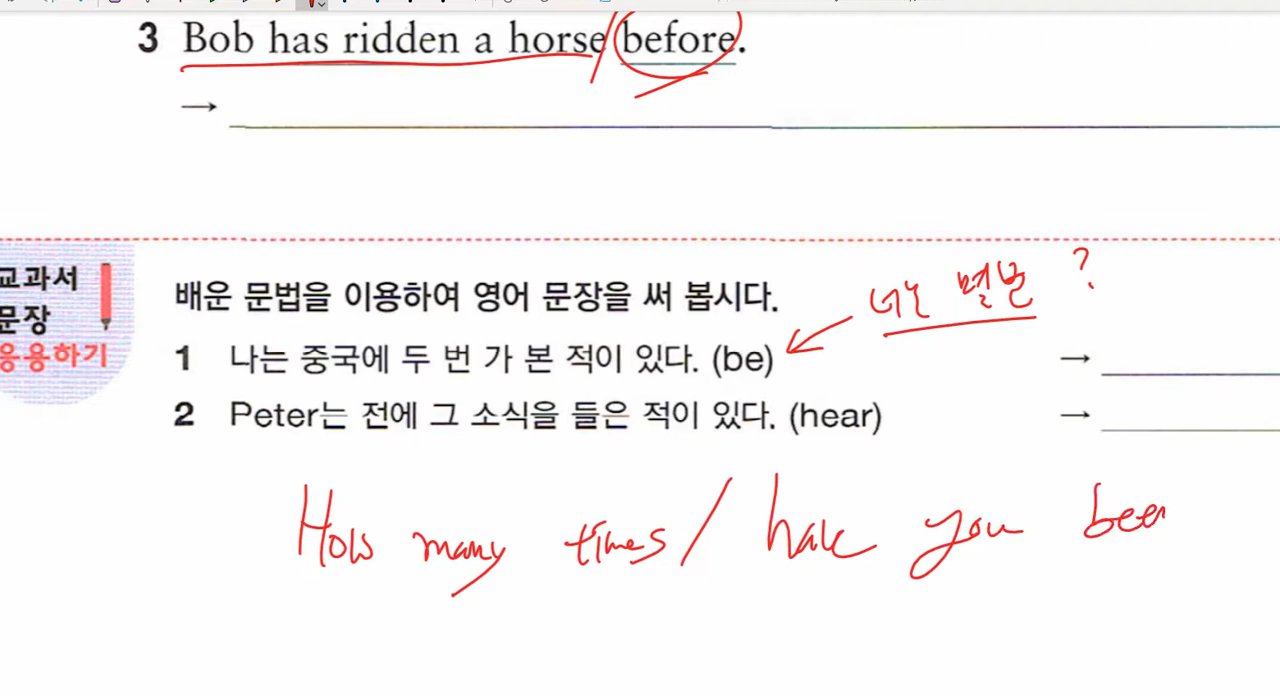 3 Bob has ridden a horse before.
→
교과서
문장
응용하기
배운 문법을 이용하여 영어 문장을 써 봅시다.
너는 몇번 ?
1 나는 중국에 두 번 가 본 적이 있다. (be) →
2 Peter는 전에 그 소식을 들은 적이 있다. (hear) →
How many times / have you been